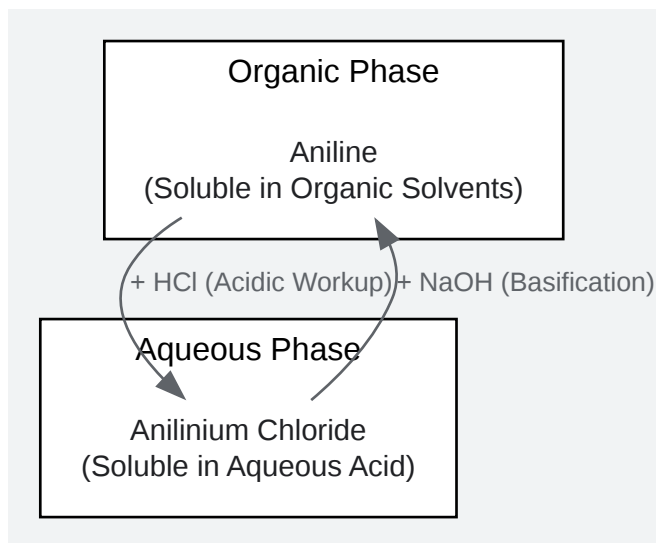 Organic Phase
Aniline
(Soluble in Organic Solvents)
+ HCl (Acidic Workup)
+ NaOH (Basification)
Aqueous Phase
Anilinium Chloride
(Soluble in Aqueous Acid)